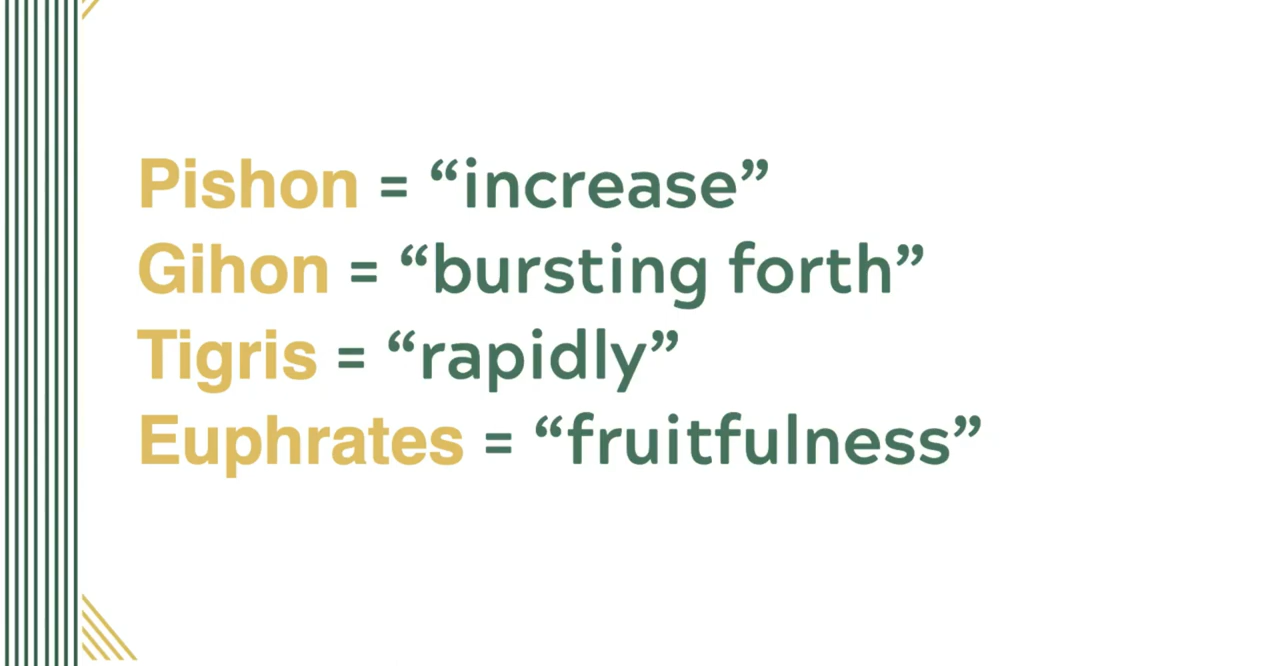 Pishon = “increase”
Gihon = “bursting forth”
Tigris = “rapidly”
Euphrates = “fruitfulness”